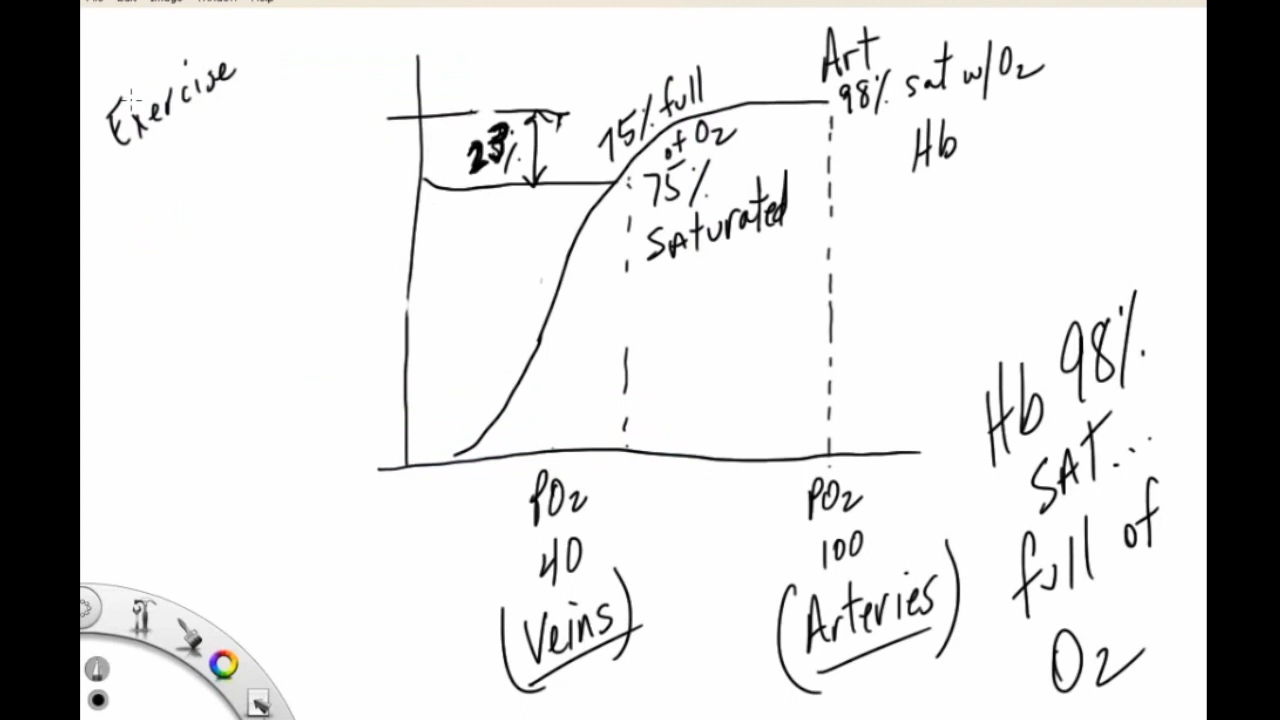 Exercise
23%
75% full
of O2
75%
Saturated
Art
98% sat w/O2
Hb
PO2
40
(Veins)
PO2
100
(Arteries)
Hb 98%
SAT...
full of
O2